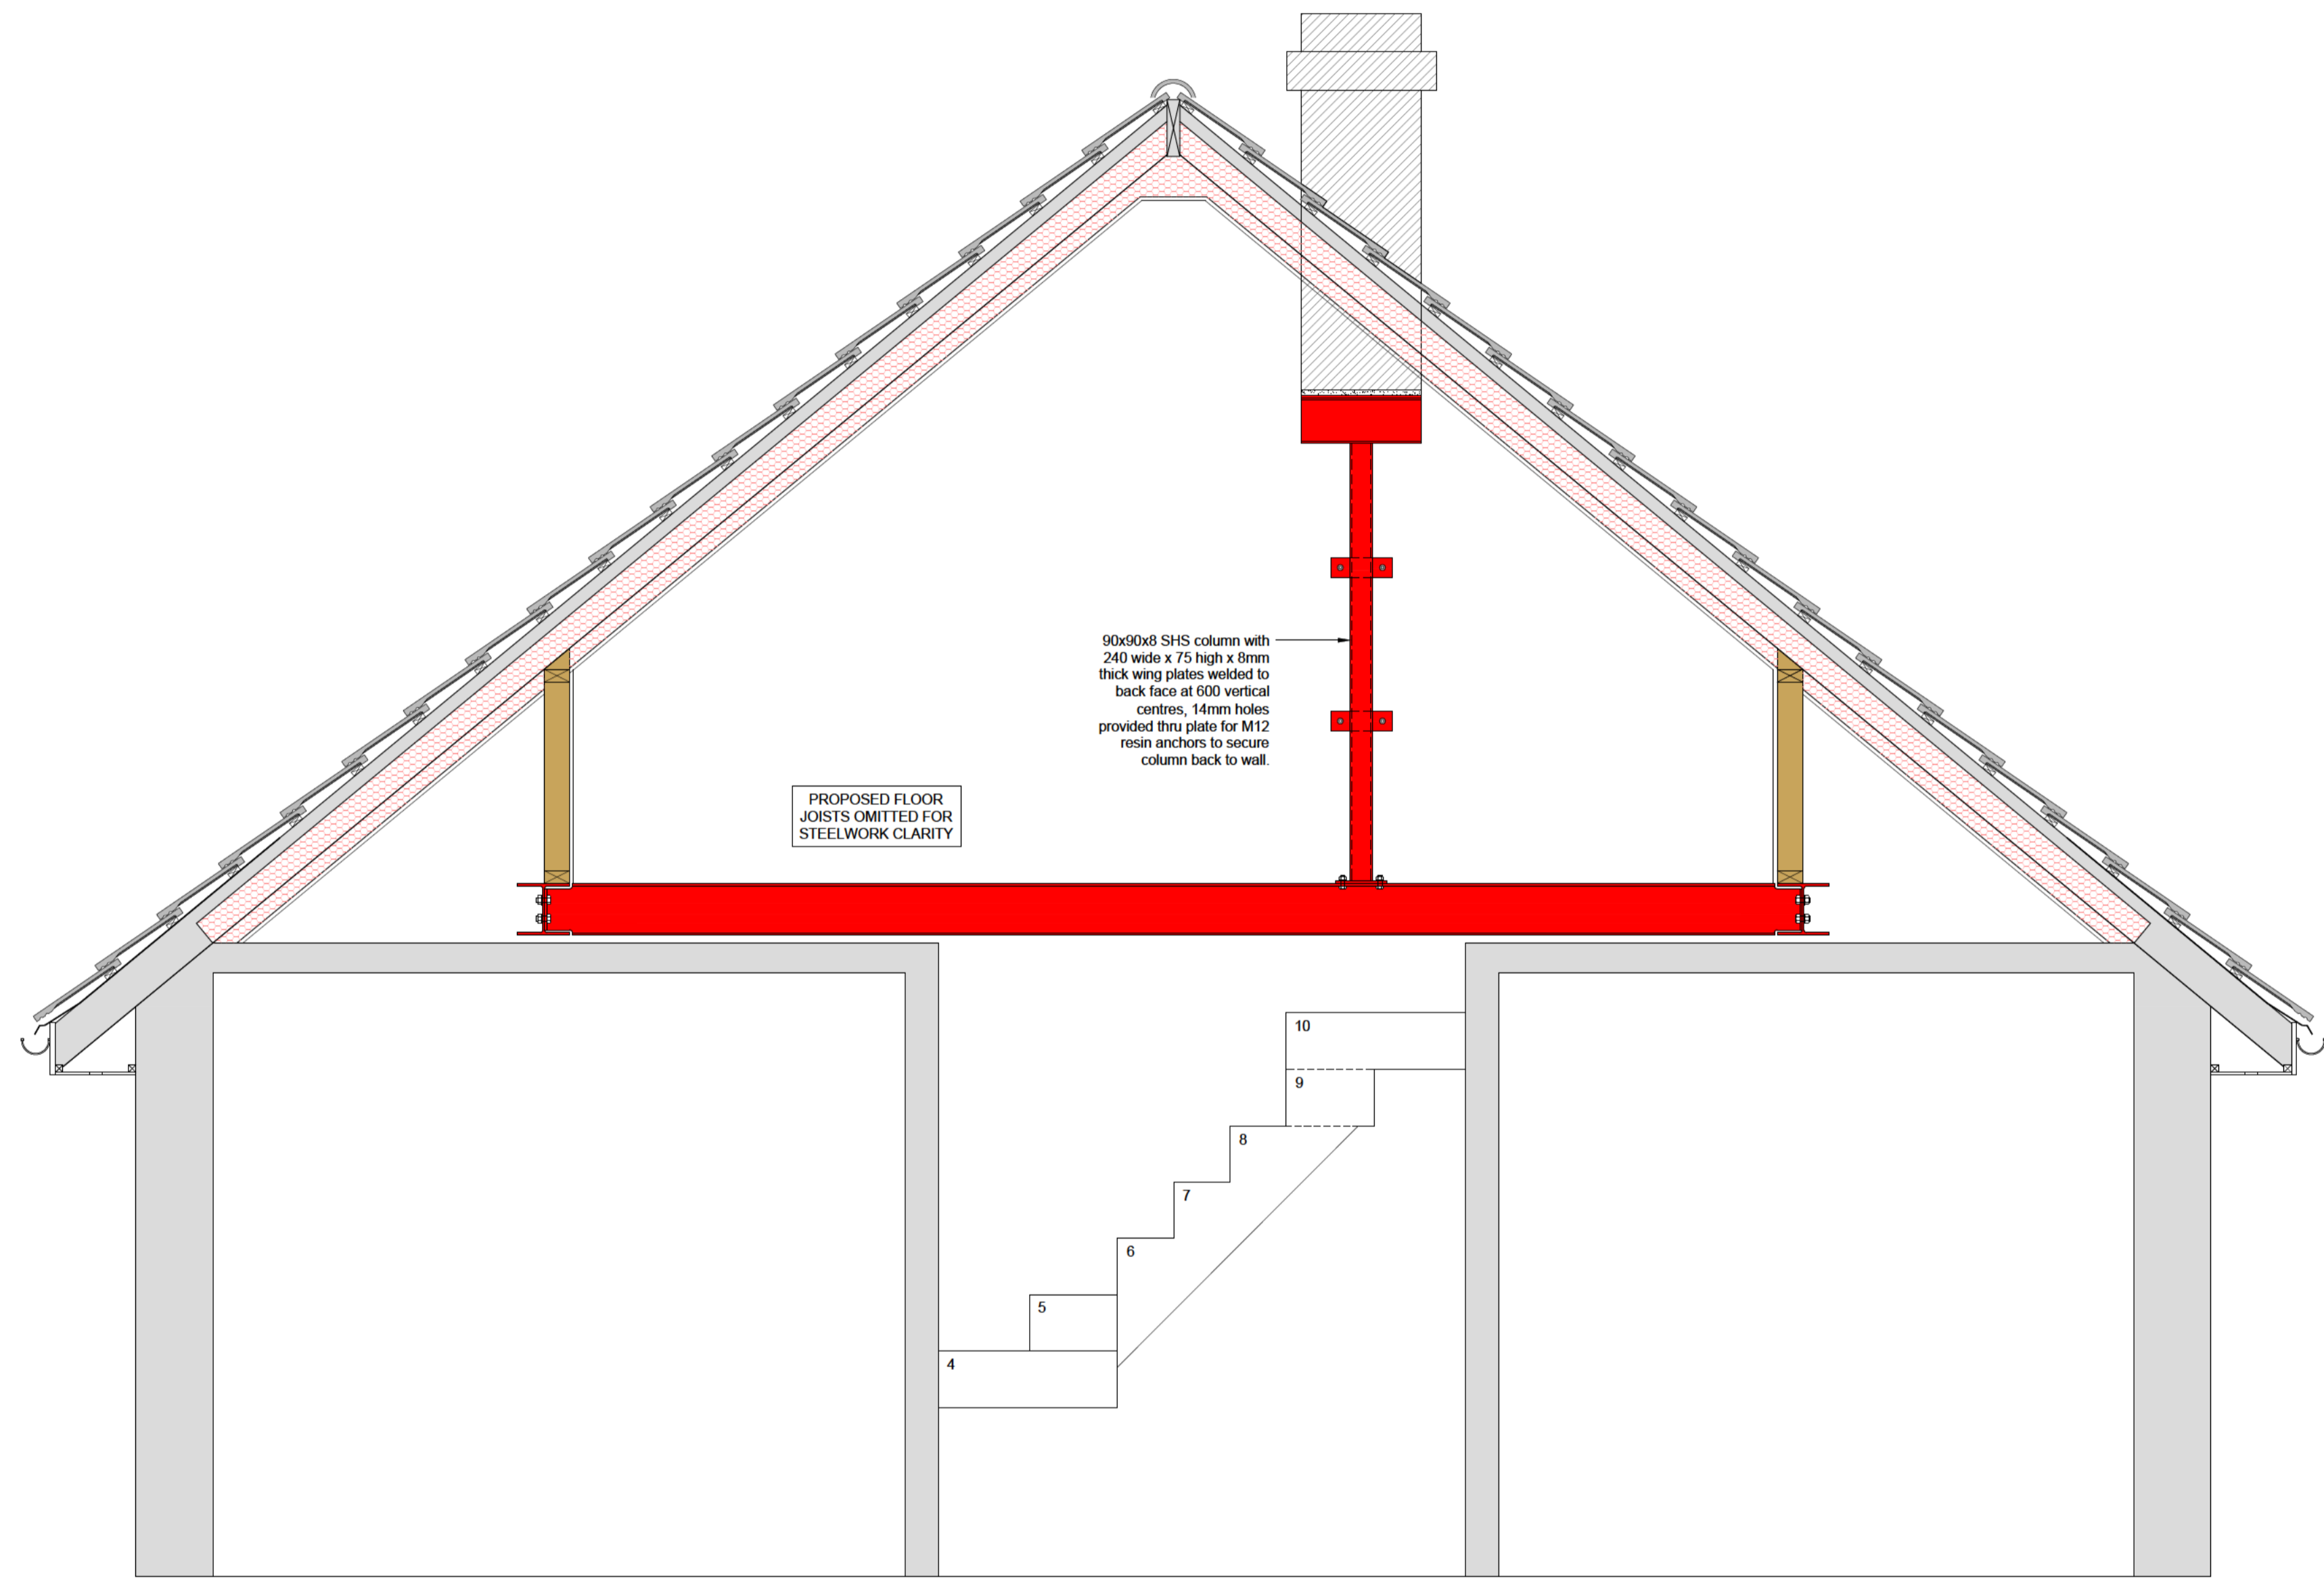 90x90x8 SHS column with
240 wide x 75 high x 8mm
thick wing plates welded to
back face at 600 vertical
centres, 14mm holes
provided thru plate for M12
resin anchors to secure
column back to wall.
PROPOSED FLOOR
JOISTS OMITTED FOR
STEELWORK CLARITY
10
9
8
7
6
5
4